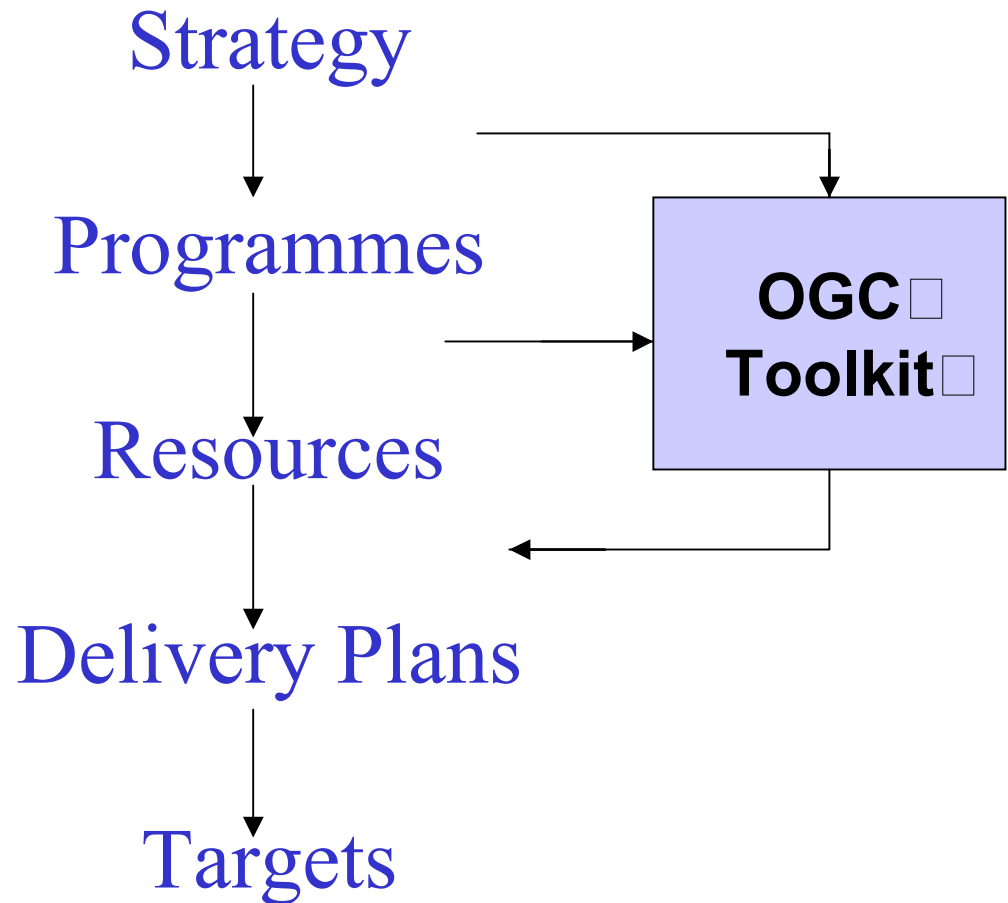 Strategy
Programmes
OGC
Toolkit
Resources
Delivery Plans
Targets